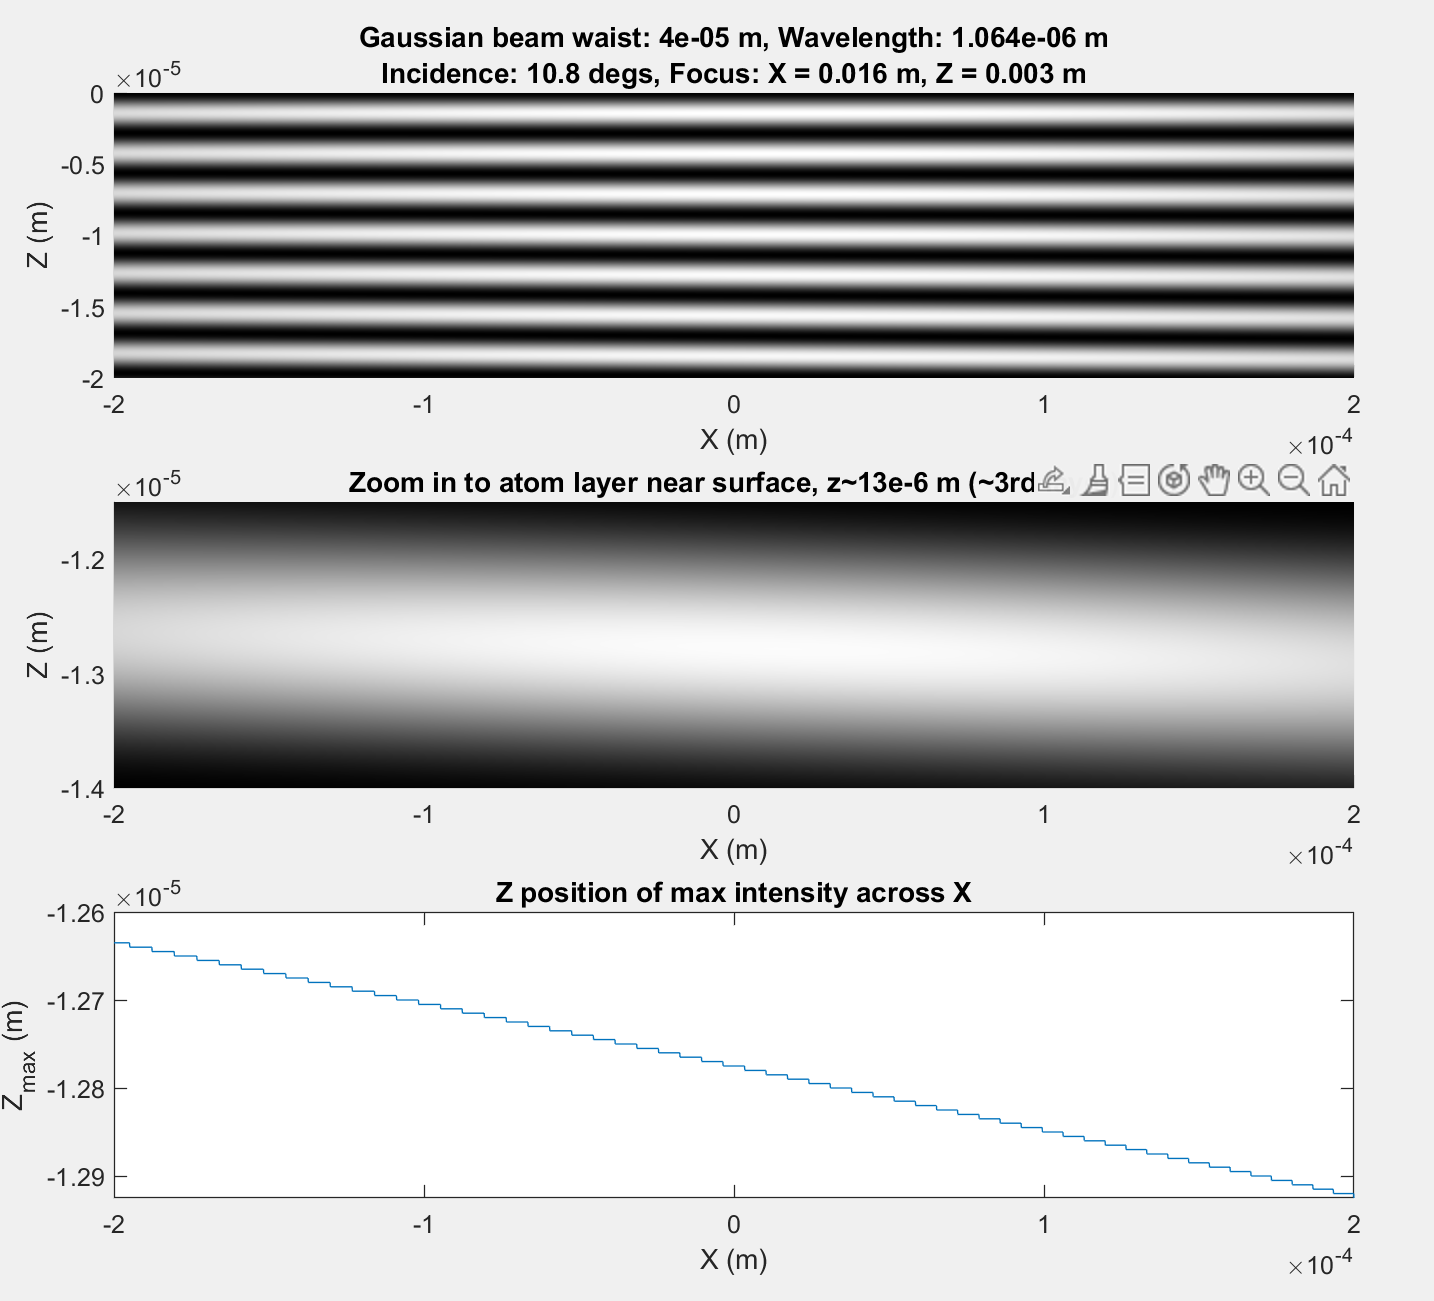 Gaussian beam waist: 4e-05 m, Wavelength: 1.064e-06 m
Incidence: 10.8 degs, Focus: X = 0.016 m, Z = 0.003 m
×10-5
0
-0.5
-1
-1.5
-2
Z (m)
-2 -1 0 1 2
X (m)
×10-4
Zoom in to atom layer near surface, z~13e-6 m (~3rd
×10-5
-1.2
-1.3
-1.4
Z (m)
-2 -1 0 1 2
X (m)
×10-4
Z position of max intensity across X
×10-5
-1.26
-1.27
-1.28
-1.29
Zmax (m)
-2 -1 0 1 2
X (m)
×10-4